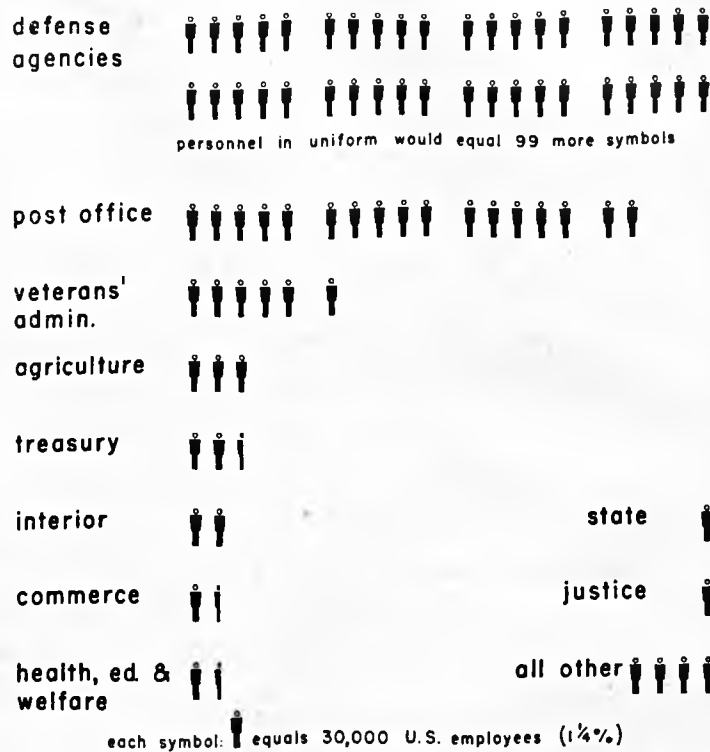 defense
agencies
personnel in uniform would equal 99 more symbols
post office
veterans'
admin.
agriculture
treasury
interior
state
commerce
justice
health, ed. &
welfare
all other
each symbol: equals 30,000 U.S. employees (1¼%)